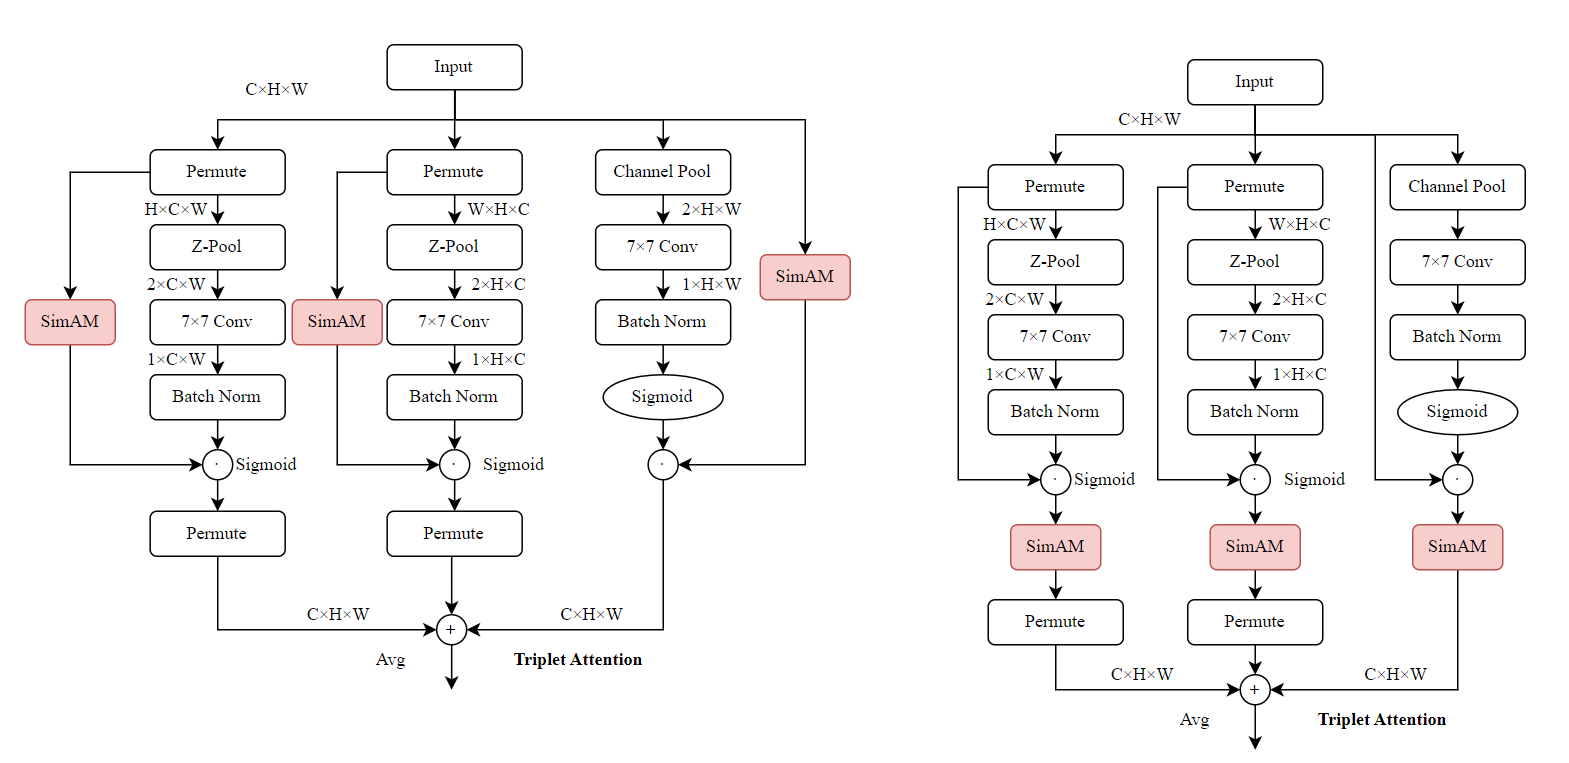 Input
C×H×W
Permute
Permute
Channel Pool
H×C×W
W×H×C
2×H×W
Z-Pool
Z-Pool
7×7 Conv
SimAM
2×C×W
2×H×C
1×H×W
SimAM
7×7 Conv
SimAM
7×7 Conv
Batch Norm
1×C×W
1×H×C
Batch Norm
Batch Norm
Sigmoid
· Sigmoid
· Sigmoid
·
Permute
Permute
C×H×W
C×H×W
+
Avg
Triplet Attention
Input
C×H×W
Permute
Permute
Channel Pool
H×C×W
W×H×C
Z-Pool
Z-Pool
7×7 Conv
2×C×W
2×H×C
7×7 Conv
7×7 Conv
Batch Norm
1×C×W
1×H×C
Batch Norm
Batch Norm
Sigmoid
· Sigmoid
· Sigmoid
·
SimAM
SimAM
SimAM
Permute
Permute
C×H×W
C×H×W
+
Avg
Triplet Attention